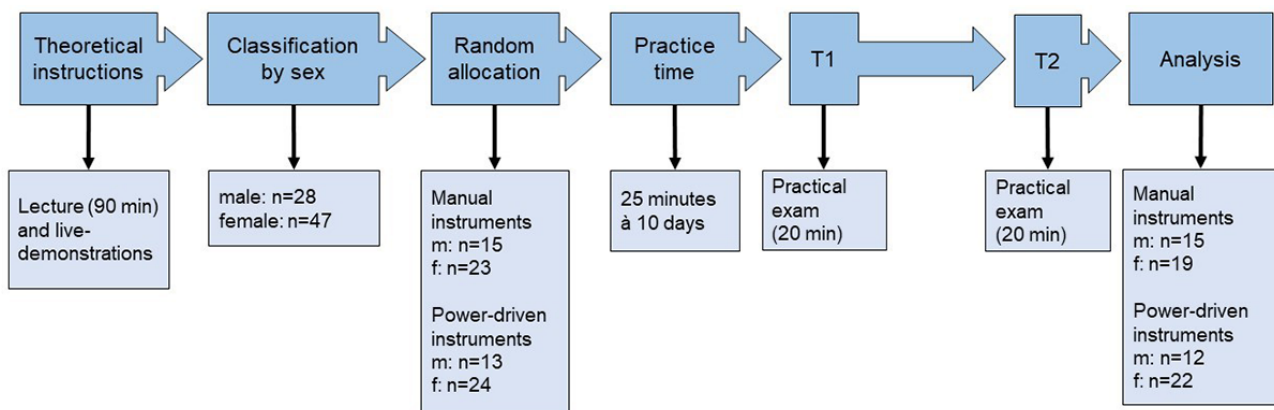 Theoretical
instructions
Classification
by sex
Random
allocation
Practice
time
T1
T2
Analysis
Lecture (90 min)
and live-
demonstrations
male: n=28
female: n=47
Manual
instruments
m: n=15
f: n=23
Power-driven
instruments
m: n=13
f: n=24
25 minutes
à 10 days
Practical
exam
(20 min)
Practical
exam
(20 min)
Manual
instruments
m: n=15
f: n=19
Power-driven
instruments
m: n=12
f: n=22